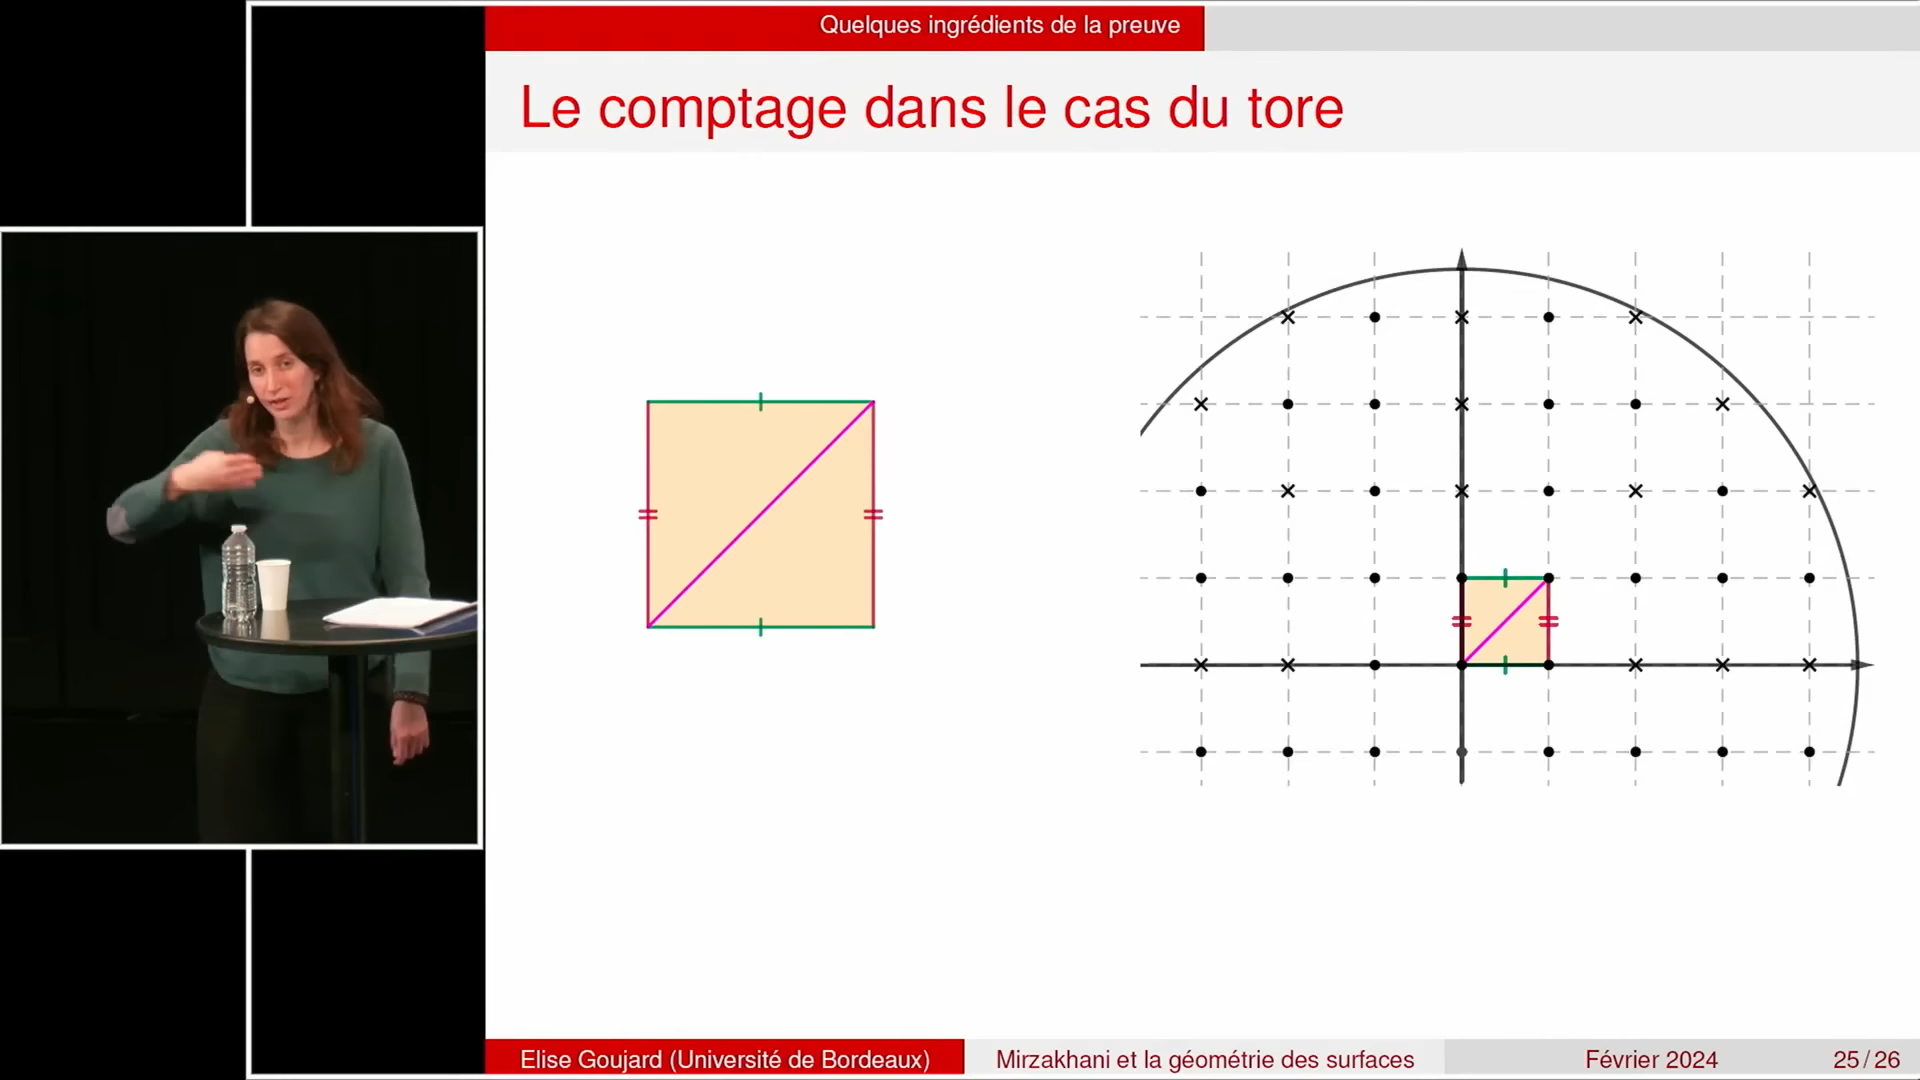 Quelques ingrédients de la preuve
Le comptage dans le cas du tore
Elise Goujard (Université de Bordeaux)
Mirzakhani et la géométrie des surfaces
Février 2024
25 / 26